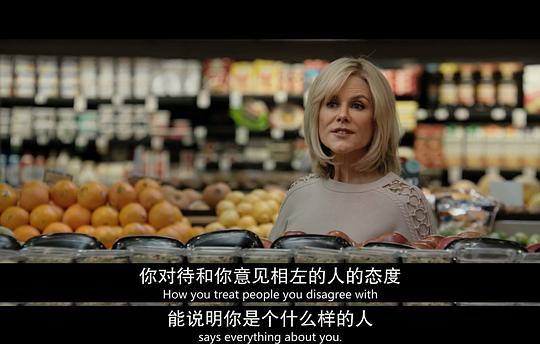 你对待和你意见相左的人的态度
How you treat people you disagree with
能说明你是个什么样的人
says everything about you.